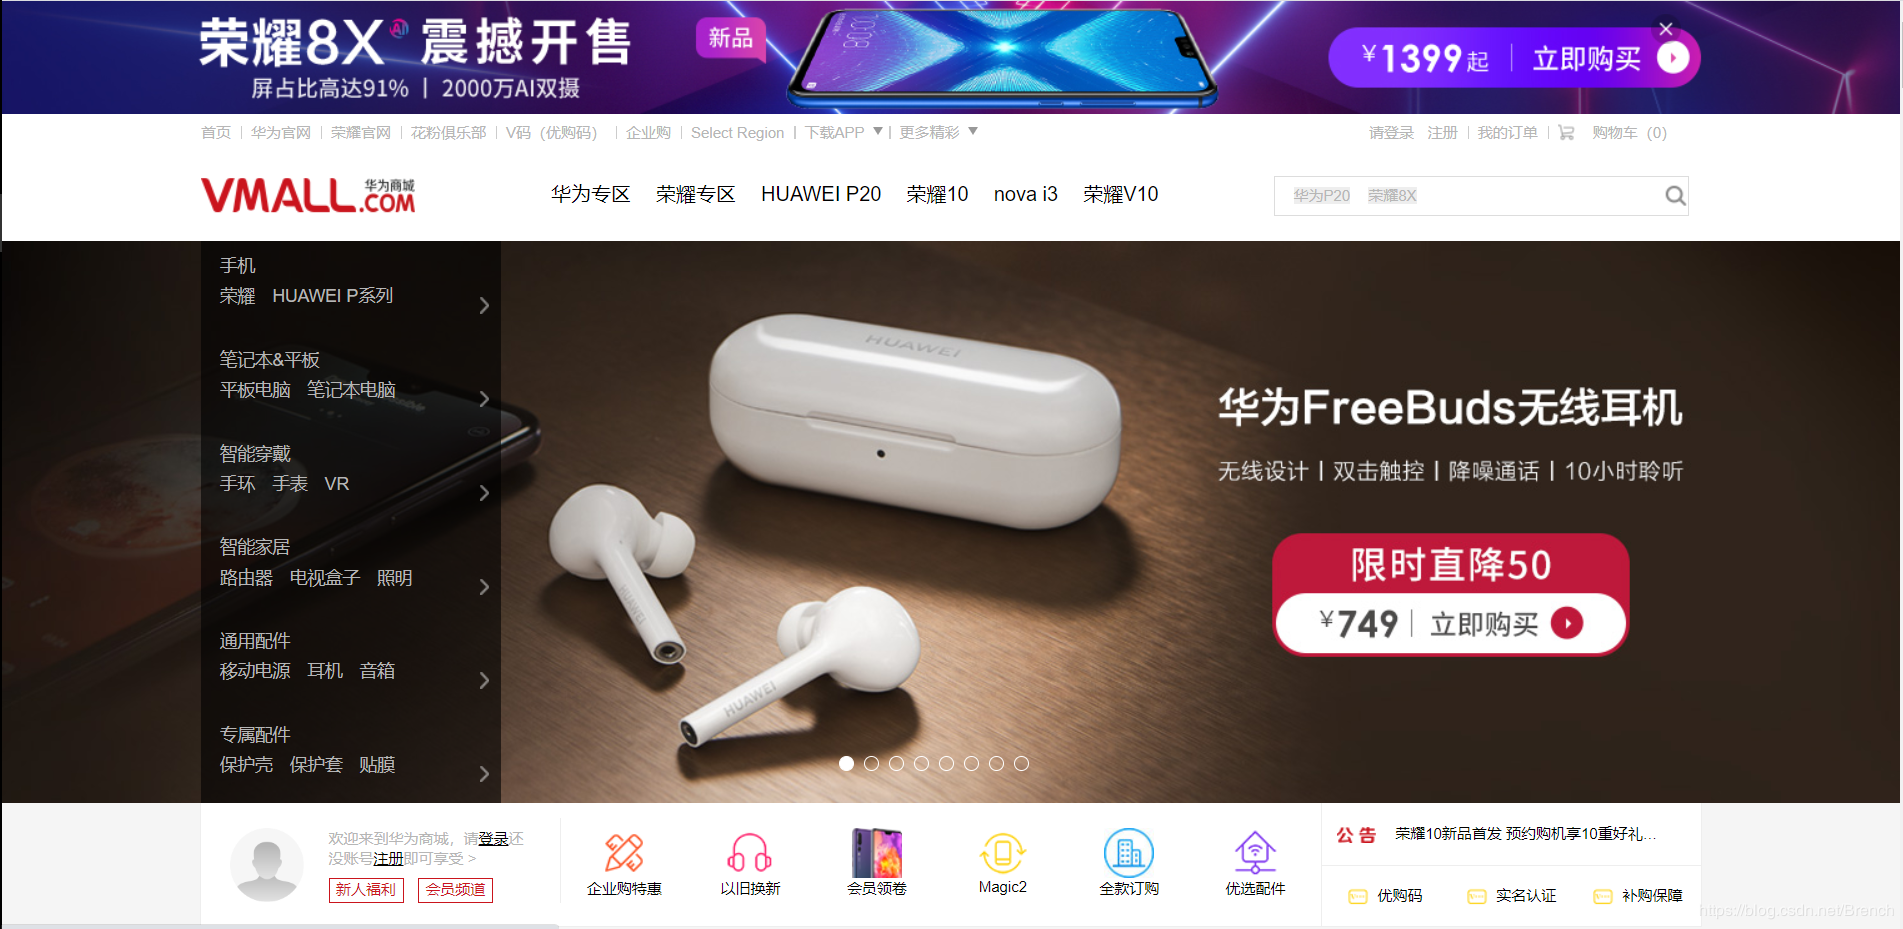 荣耀8X AI 震撼开售
屏占比高达91% | 2000万AI双摄
新品
¥1399起 | 立即购买
首页 | 华为官网 | 荣耀官网 | 花粉俱乐部 | V码（优购码） | 企业购 | Select Region | 下载APP ▼ | 更多精彩 ▼
请登录 注册 | 我的订单 | 购物车 (0)
VMALL.COM 华为商城
华为专区 荣耀专区 HUAWEI P20 荣耀10 nova i3 荣耀V10
华为P20 荣耀8X
手机
荣耀 HUAWEI P系列
笔记本&平板
平板电脑 笔记本电脑
智能穿戴
手环 手表 VR
智能家居
路由器 电视盒子 照明
通用配件
移动电源 耳机 音箱
专属配件
保护壳 保护套 贴膜
HUAWEI
HUAWEI
HUAWEI
华为FreeBuds无线耳机
无线设计 | 双击触控 | 降噪通话 | 10小时聆听
限时直降50
¥749 | 立即购买
欢迎来到华为商城，请登录还
没账号注册即可享受 >
新人福利 会员频道
企业购特惠 以旧换新 会员领卷 Magic2 全款订购 优选配件
公告 荣耀10新品首发 预约购机享10重好礼…
优购码 实名认证 补购保障
https://blog.csdn.net/Brench